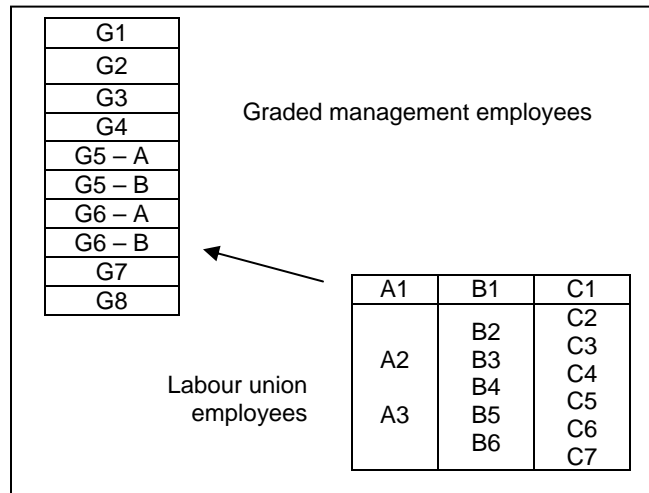 G1
G2
G3
G4
G5 – A
G5 – B
G6 – A
G6 – B
G7
G8
Graded management employees
Labour union
employees
A1 B1 C1
A2
A3
B2
B3
B4
B5
B6
C2
C3
C4
C5
C6
C7